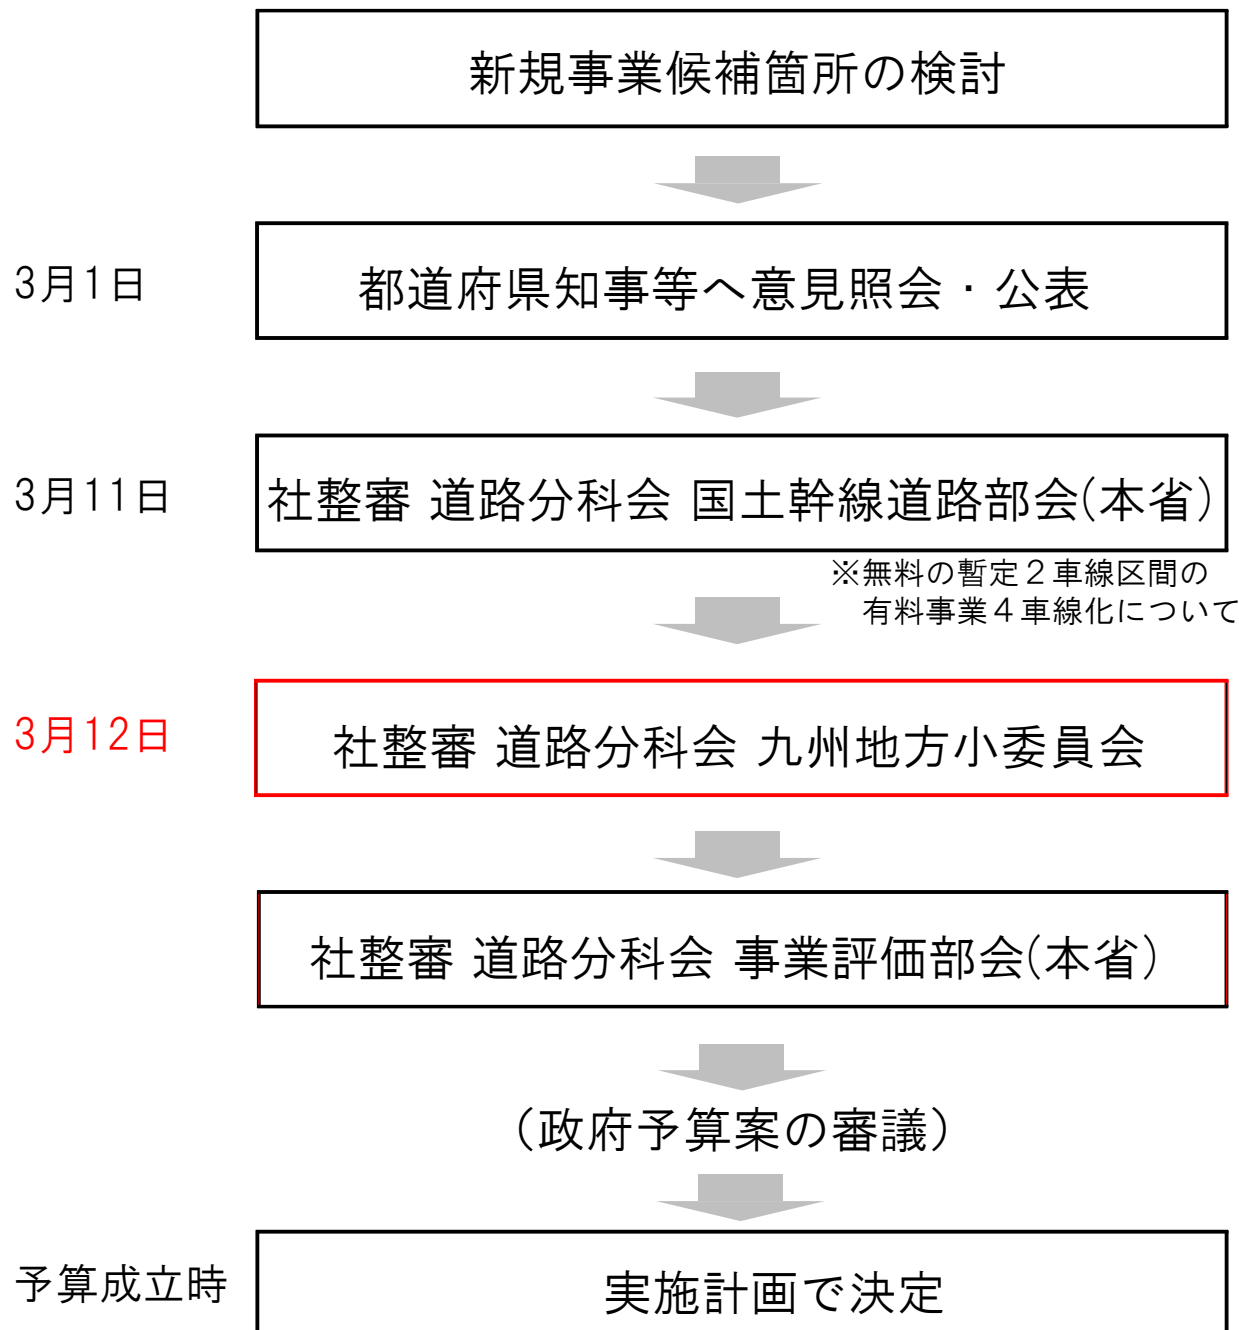 新規事業候補箇所の検討
3月1日
都道府県知事等へ意見照会・公表
3月11日
社整審 道路分科会 国土幹線道路部会(本省)
※無料の暫定２車線区間の
有料事業４車線化について
3月12日
社整審 道路分科会 九州地方小委員会
社整審 道路分科会 事業評価部会(本省)
（政府予算案の審議）
予算成立時
実施計画で決定